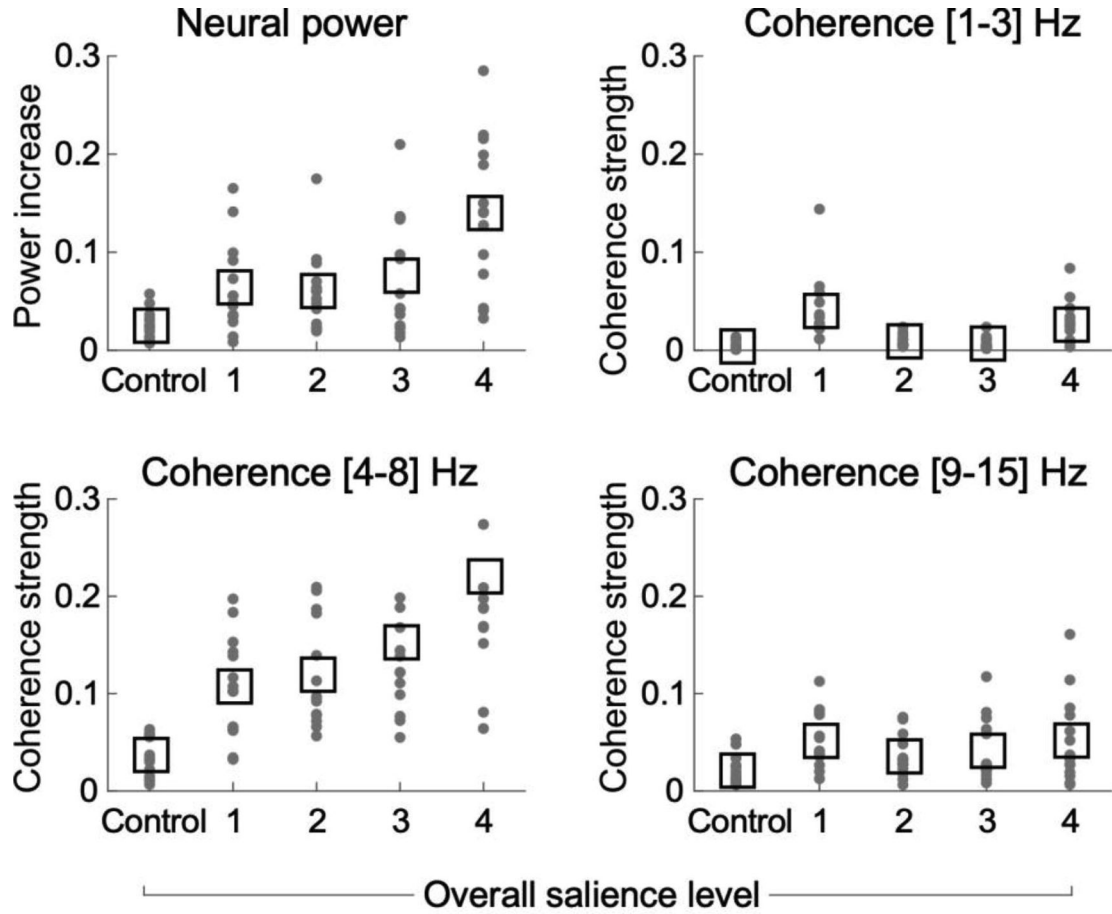 Neural power
Power increase
0.3
0.2
0.1
0
Control 1 2 3 4
Coherence [1-3] Hz
Coherence strength
0.3
0.2
0.1
0
Control 1 2 3 4
Coherence [4-8] Hz
Coherence strength
0.3
0.2
0.1
0
Control 1 2 3 4
Coherence [9-15] Hz
Coherence strength
0.3
0.2
0.1
0
Control 1 2 3 4
Overall salience level